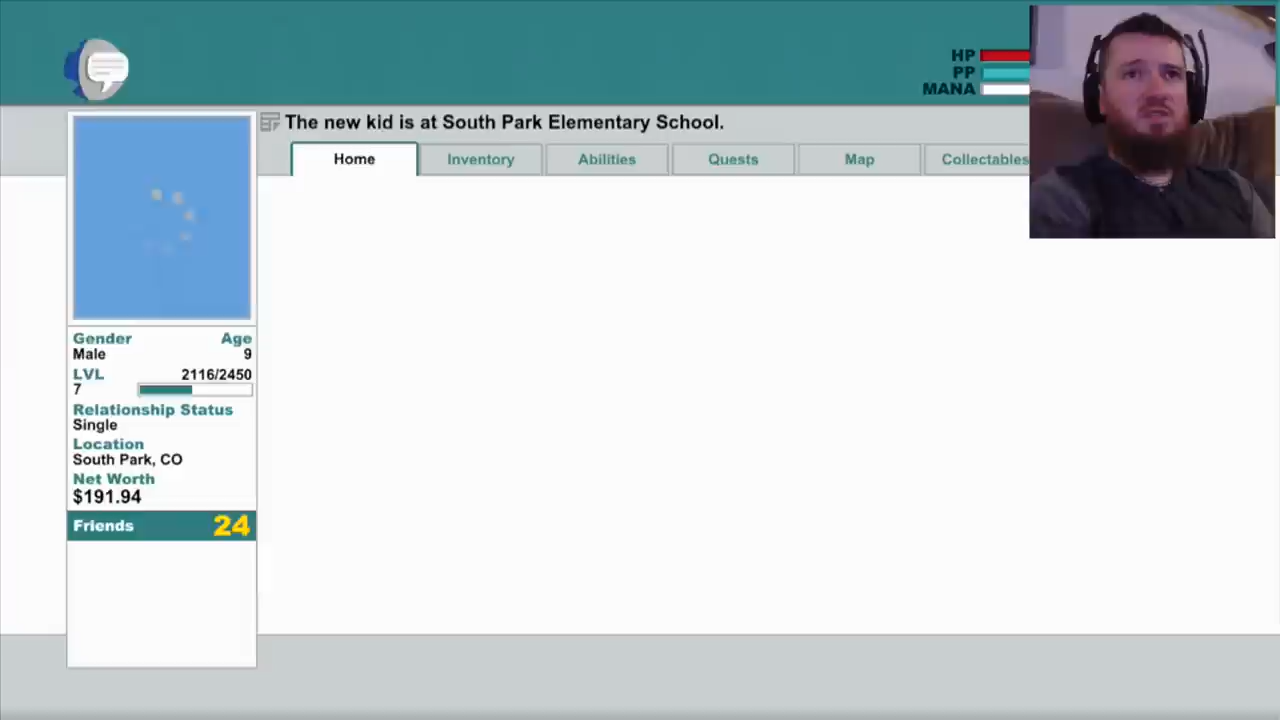 HP
PP
MANA
The new kid is at South Park Elementary School.
Home
Inventory
Abilities
Quests
Map
Collectables
Gender Age
Male 9
LVL 2116/2450
7
Relationship Status
Single
Location
South Park, CO
Net Worth
$191.94
Friends 24